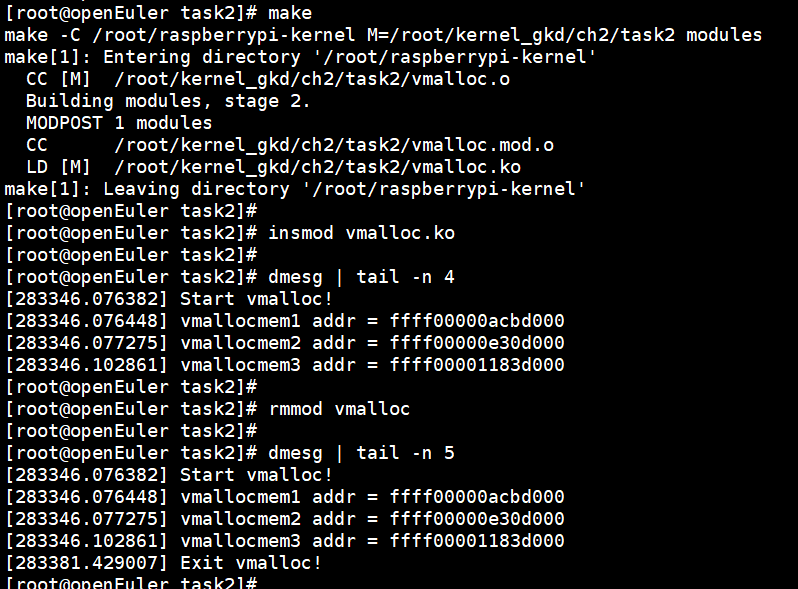 [root@openEuler task2]# make
make -C /root/raspberrypi-kernel M=/root/kernel_gkd/ch2/task2 modules
make[1]: Entering directory '/root/raspberrypi-kernel'
  CC [M]  /root/kernel_gkd/ch2/task2/vmalloc.o
  Building modules, stage 2.
  MODPOST 1 modules
  CC      /root/kernel_gkd/ch2/task2/vmalloc.mod.o
  LD [M]  /root/kernel_gkd/ch2/task2/vmalloc.ko
make[1]: Leaving directory '/root/raspberrypi-kernel'
[root@openEuler task2]#
[root@openEuler task2]# insmod vmalloc.ko
[root@openEuler task2]#
[root@openEuler task2]# dmesg | tail -n 4
[283346.076382] Start vmalloc!
[283346.076448] vmallocmem1 addr = ffff00000acbd000
[283346.077275] vmallocmem2 addr = ffff00000e30d000
[283346.102861] vmallocmem3 addr = ffff00001183d000
[root@openEuler task2]#
[root@openEuler task2]# rmmod vmalloc
[root@openEuler task2]#
[root@openEuler task2]# dmesg | tail -n 5
[283346.076382] Start vmalloc!
[283346.076448] vmallocmem1 addr = ffff00000acbd000
[283346.077275] vmallocmem2 addr = ffff00000e30d000
[283346.102861] vmallocmem3 addr = ffff00001183d000
[283381.429007] Exit vmalloc!
[root@openEuler task2]#